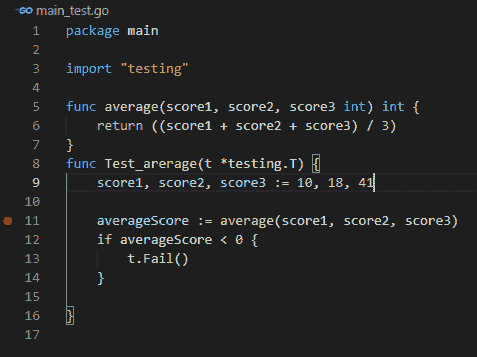 main_test.go
1 package main
2
3 import "testing"
4
5 func average(score1, score2, score3 int) int {
6     return ((score1 + score2 + score3) / 3)
7 }
8 func Test_arerage(t *testing.T) {
9     score1, score2, score3 := 10, 18, 41
10
11     averageScore := average(score1, score2, score3)
12     if averageScore < 0 {
13         t.Fail()
14     }
15
16 }
17